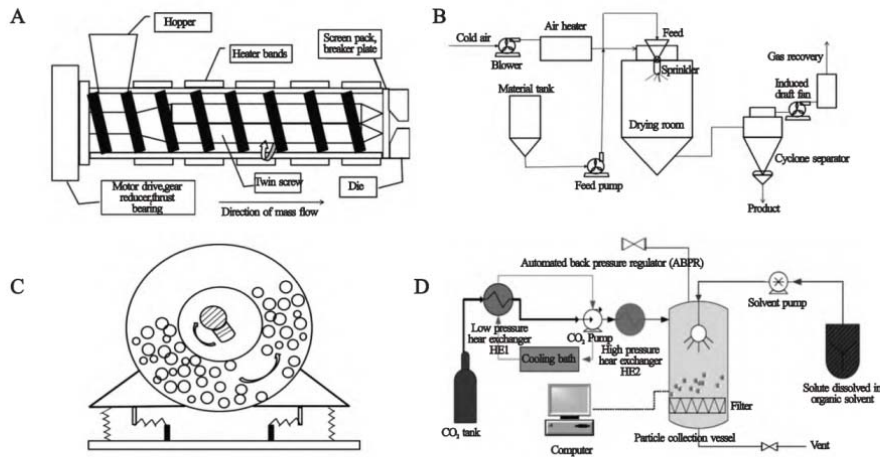 A
Hopper
Heater bands
Screen pack,
breaker plate
Twin screw
Die
Motor drive,gear
reducer,thrust
bearing
Direction of mass flow
B
Cold air
Blower
Air heater
Feed
Sprinkler
Material tank
Drying room
Feed pump
Gas recovery
Induced
draft fan
Cyclone separator
Product
C
D
Automated back pressure regulator (ABPR)
Solvent pump
Low pressure
hear exchanger
HE1
CO2 Pump
High pressure
hear exchanger
HE2
Cooling bath
CO2 tank
Computer
Filter
Particle collection vessel
Vent
Solute dissolved in
organic solvent